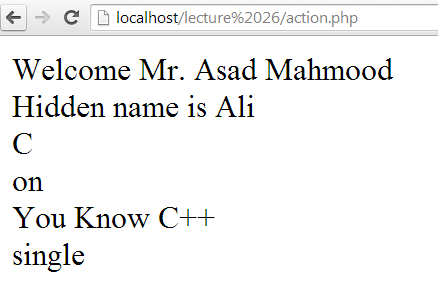 localhost/lecture%2026/action.php
Welcome Mr. Asad Mahmood
Hidden name is Ali
C
on
You Know C++
single